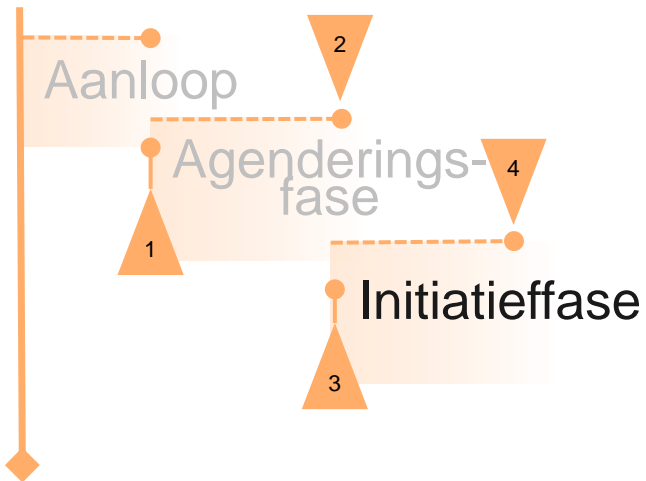 2
Aanloop
Agenderings-
fase
4
1
Initiatieffase
3